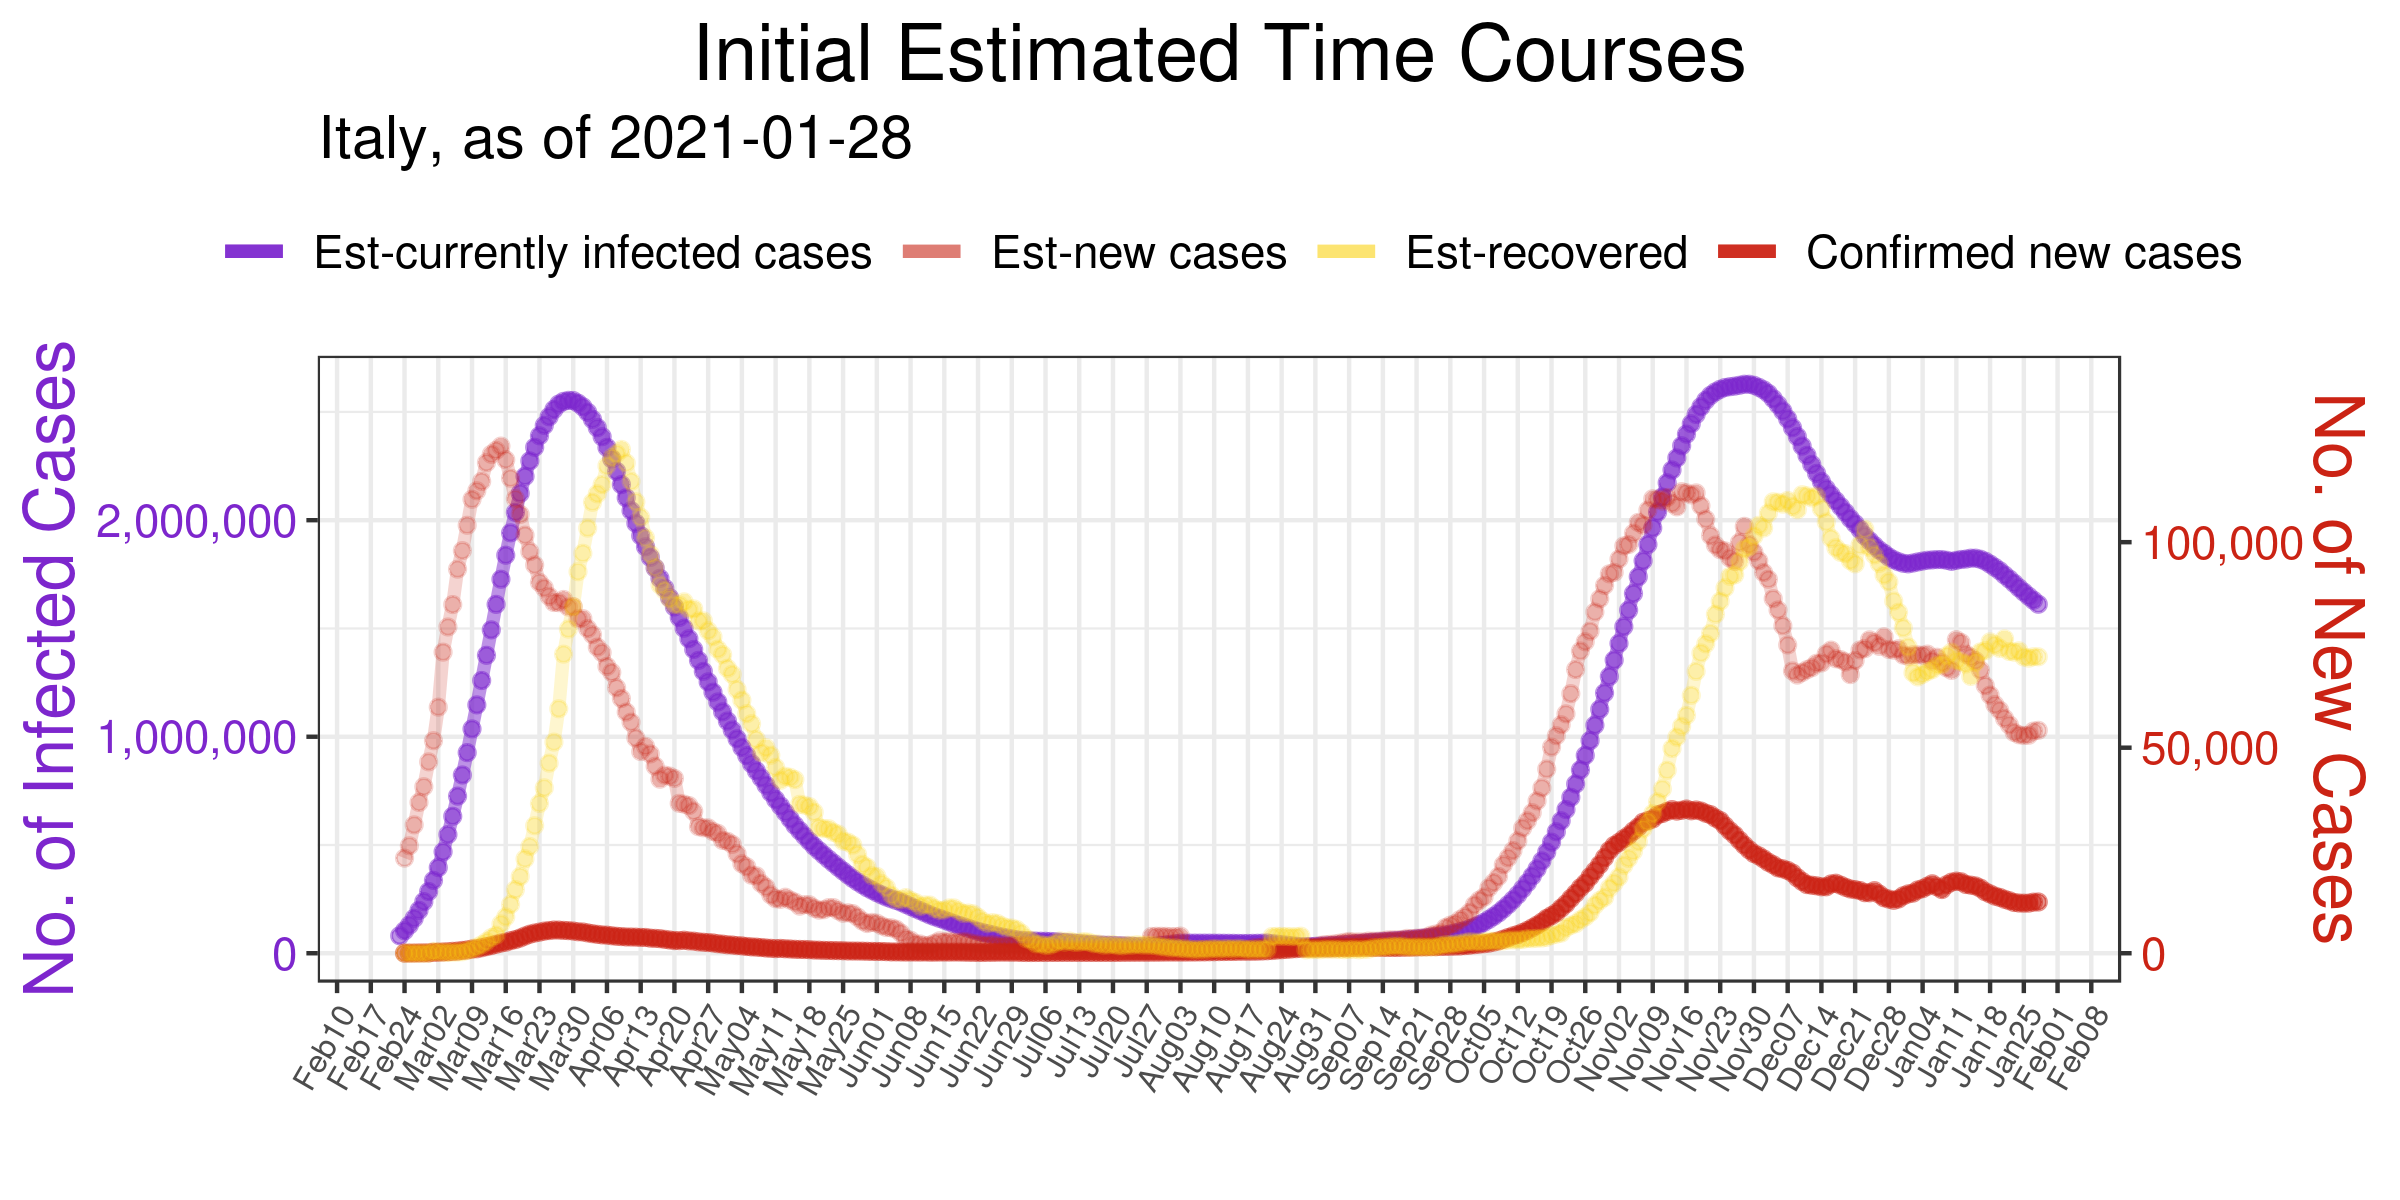 Initial Estimated Time Courses
Italy, as of 2021-01-28
Est-currently infected cases Est-new cases Est-recovered Confirmed new cases
No. of Infected Cases
2,000,000
1,000,000
0
100,000
50,000
0
No. of New Cases
Feb10 Feb17 Feb24 Mar02 Mar09 Mar16 Mar23 Mar30 Apr06 Apr13 Apr20 Apr27 May04 May11 May18 May25 Jun01 Jun08 Jun15 Jun22 Jun29 Jul06 Jul13 Jul20 Jul27 Aug03 Aug10 Aug17 Aug24 Aug31 Sep07 Sep14 Sep21 Sep28 Oct05 Oct12 Oct19 Oct26 Nov02 Nov09 Nov16 Nov23 Nov30 Dec07 Dec14 Dec21 Dec28 Jan04 Jan11 Jan18 Jan25 Feb01 Feb08